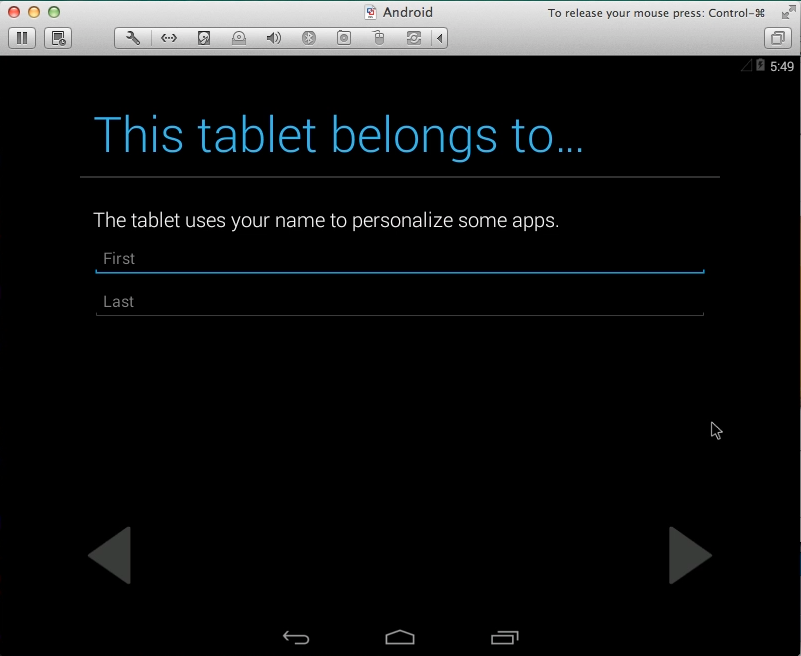 Android
To release your mouse press: Control-⌘
5:49
This tablet belongs to...
The tablet uses your name to personalize some apps.
First
Last